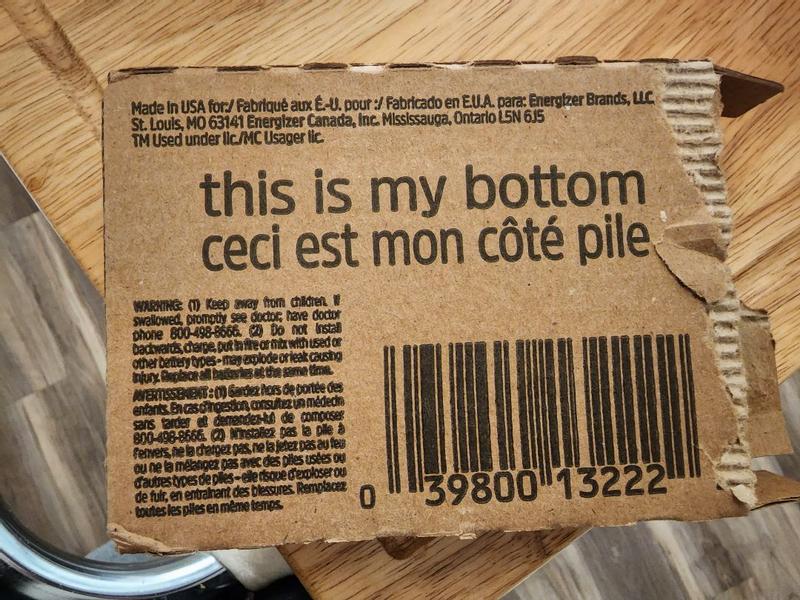 Made in USA for:/ Fabriqué aux É.-U. pour :/ Fabricado en E.U.A. para: Energizer Brands, LLC
St. Louis, MO 63141 Energizer Canada, Inc. Mississauga, Ontario L5N 6J5
TM Used under lic./MC Usager lic.
this is my bottom
ceci est mon côté pile
WARNING: (1) Keep away from children. If
swallowed, promptly see doctor; have doctor
phone 800-498-8666. (2) Do not install
backwards, charge, put in fire or mix with used or
other battery types - may explode or leak causing
injury. Replace all batteries at the same time.
AVERTISSEMENT : (1) Gardez hors de portée des
enfants. En cas d'ingestion, consultez un médecin
sans tarder et demandez-lui de composer
800-498-8666. (2) N'installez pas la pile à
l'envers, ne la chargez pas, ne la jetez pas au feu
ou ne la mélangez pas avec des piles usées ou
d'autres types de piles - elle risque d'exploser ou
de fuir, en entraînant des blessures. Remplacez
toutes les piles en même temps.
0 39800 13222